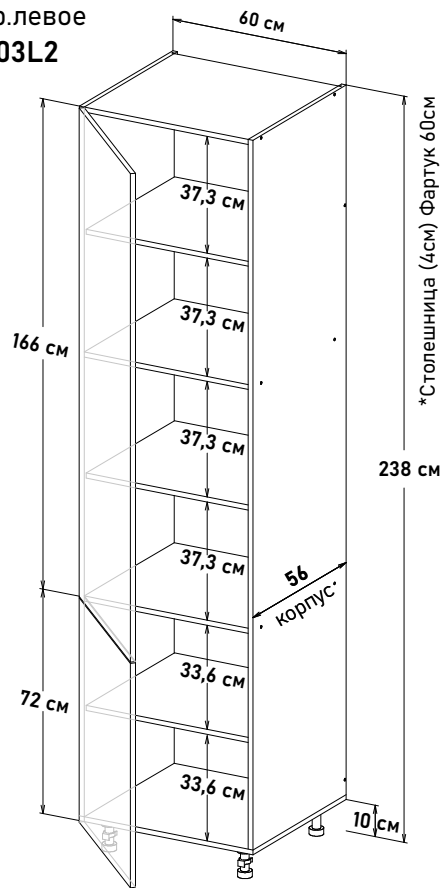 р.левое
03L2
60 см
37,3 см
37,3 см
166 см
37,3 см
37,3 см
33,6 см
72 см
33,6 см
56
корпус
238 см
10 см
*Столешница (4см) Фартук 60см